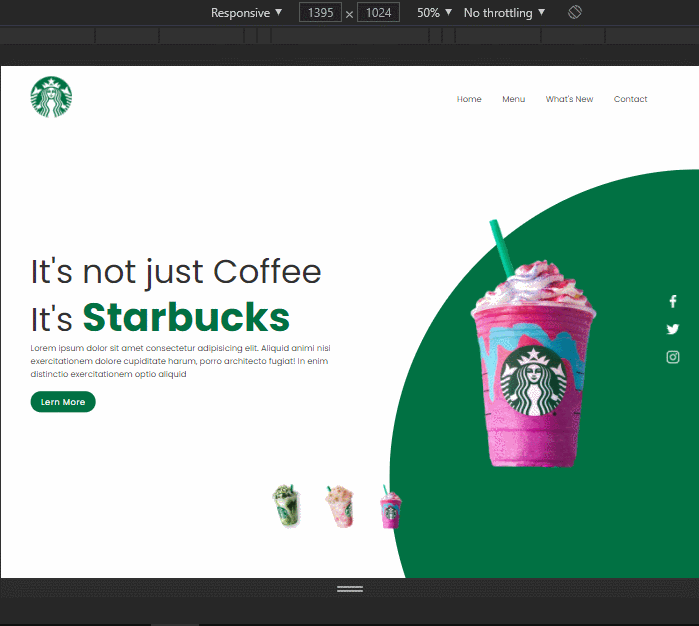 Responsive ▼ 1395 × 1024 50% ▼ No throttling ▼
Home Menu What's New Contact
It's not just Coffee
It's Starbucks
Lorem ipsum dolor sit amet consectetur adipisicing elit. Aliquid animi nisi
exercitationem dolore cupiditate harum, porro architecto fugiat! In enim
distinctio exercitationem optio aliquid
Lern More